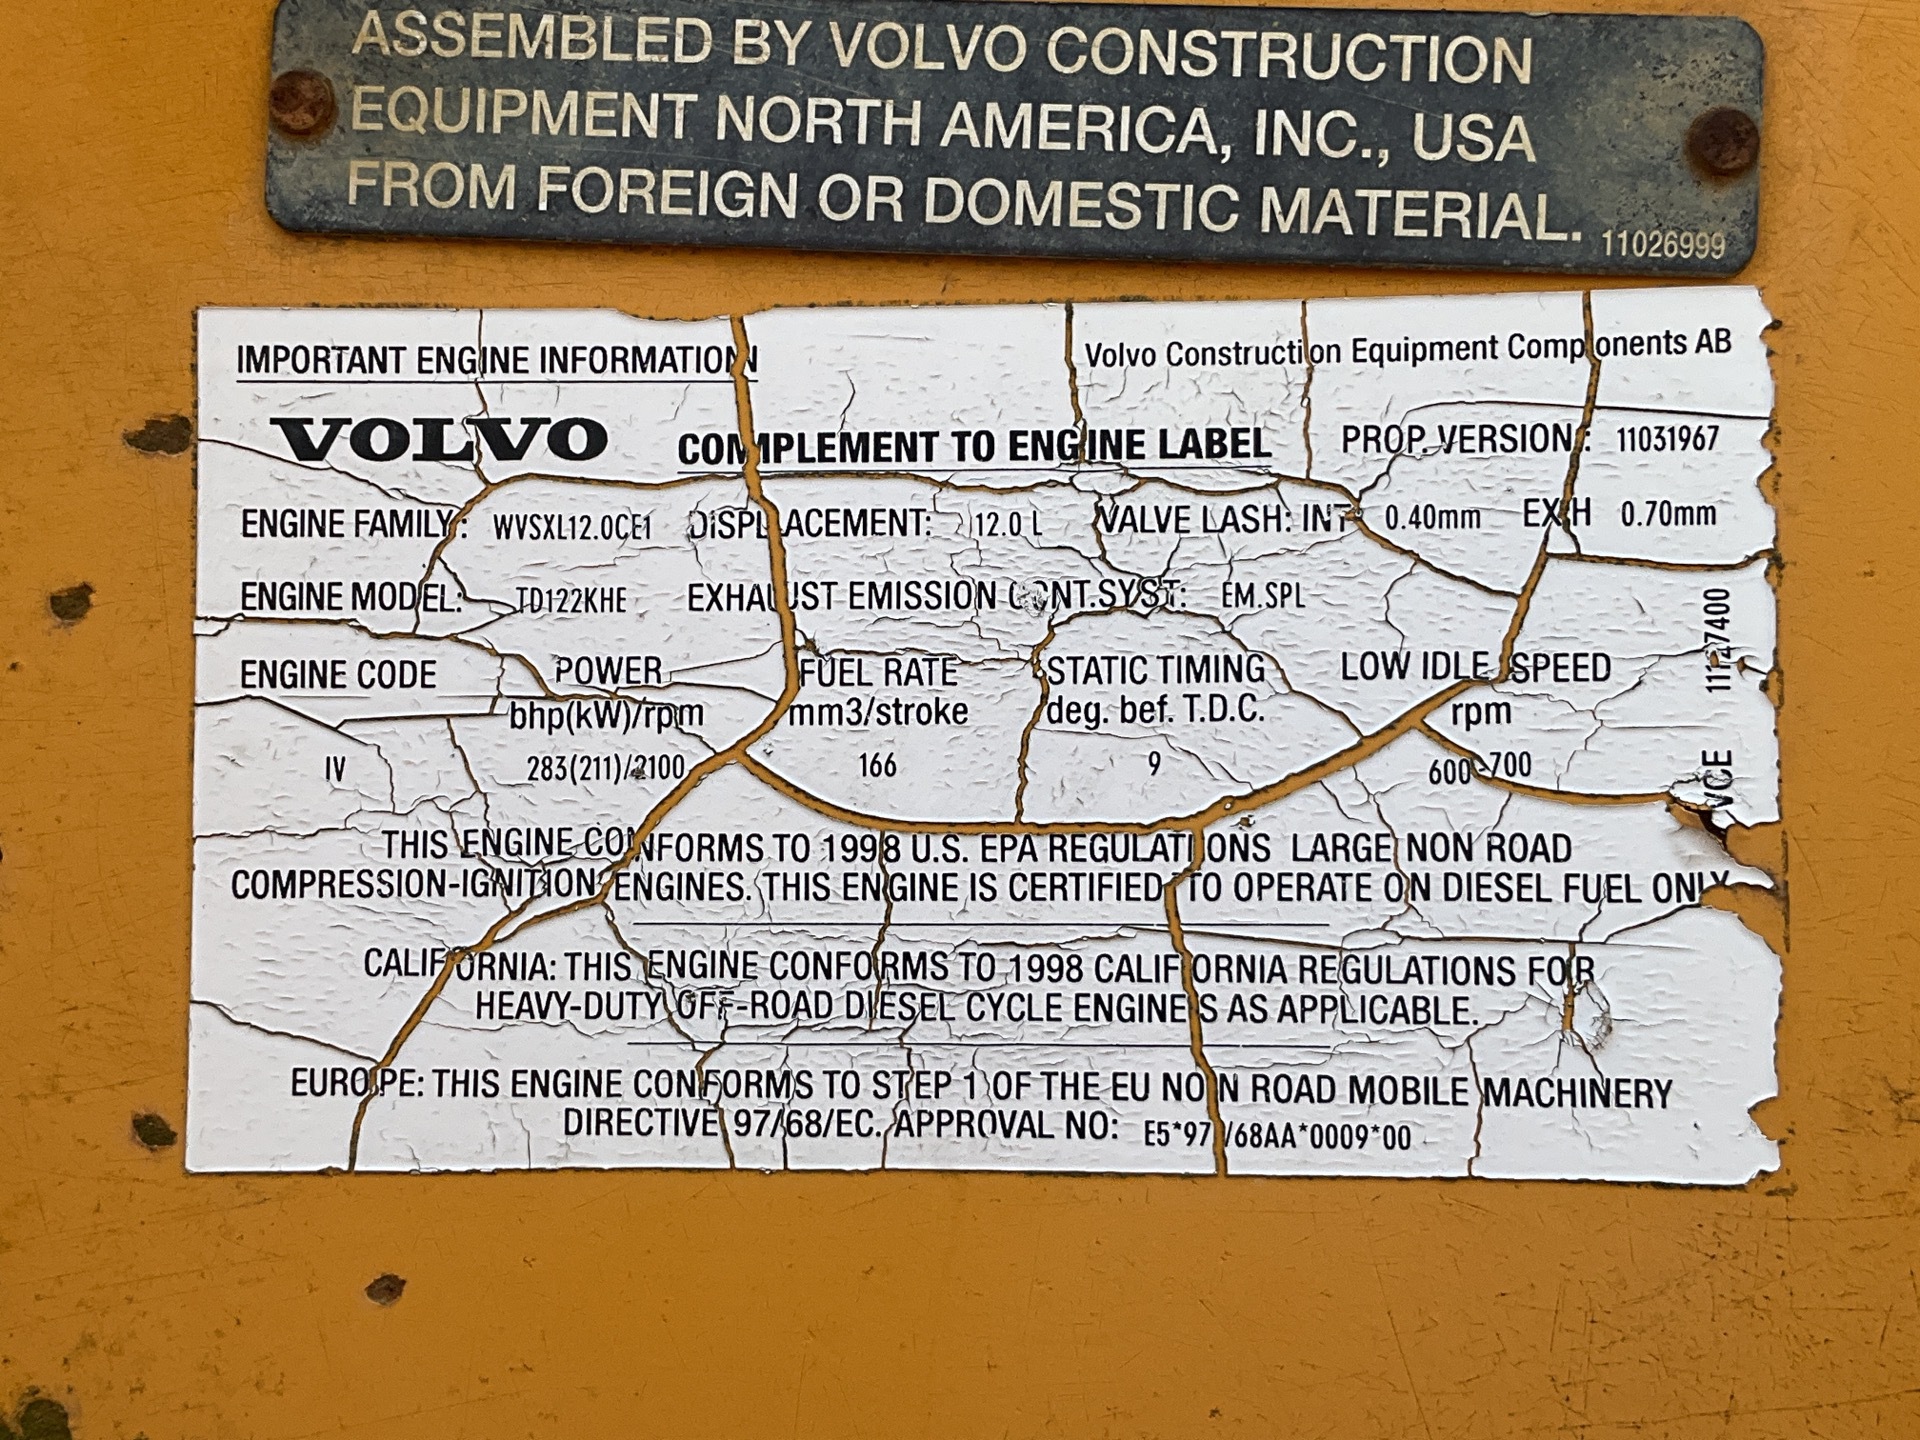 ASSEMBLED BY VOLVO CONSTRUCTION
EQUIPMENT NORTH AMERICA, INC., USA
FROM FOREIGN OR DOMESTIC MATERIAL.
11026999
IMPORTANT ENGINE INFORMATION
Volvo Construction Equipment Components AB
VOLVO COMPLEMENT TO ENGINE LABEL PROP. VERSION: 11031967
ENGINE FAMILY: WVSXL12.0CE1 DISPLACEMENT: 12.0 L VALVE LASH: INT 0.40mm EXH 0.70mm
ENGINE MODEL: TD122KHE EXHAUST EMISSION CONT.SYST: EM.SPL
ENGINE CODE POWER FUEL RATE STATIC TIMING LOW IDLE SPEED
bhp(kW)/rpm mm3/stroke deg. bef. T.D.C. rpm
IV 283(211)/2100 166 9 600-700
THIS ENGINE CONFORMS TO 1998 U.S. EPA REGULATIONS LARGE NON ROAD
COMPRESSION-IGNITION ENGINES. THIS ENGINE IS CERTIFIED TO OPERATE ON DIESEL FUEL ONLY
CALIFORNIA: THIS ENGINE CONFORMS TO 1998 CALIFORNIA REGULATIONS FOR
HEAVY-DUTY OFF-ROAD DIESEL CYCLE ENGINES AS APPLICABLE.
EUROPE: THIS ENGINE CONFORMS TO STEP 1 OF THE EU NON ROAD MOBILE MACHINERY
DIRECTIVE 97/68/EC. APPROVAL NO: E5*97/68AA*0009*00
VCE